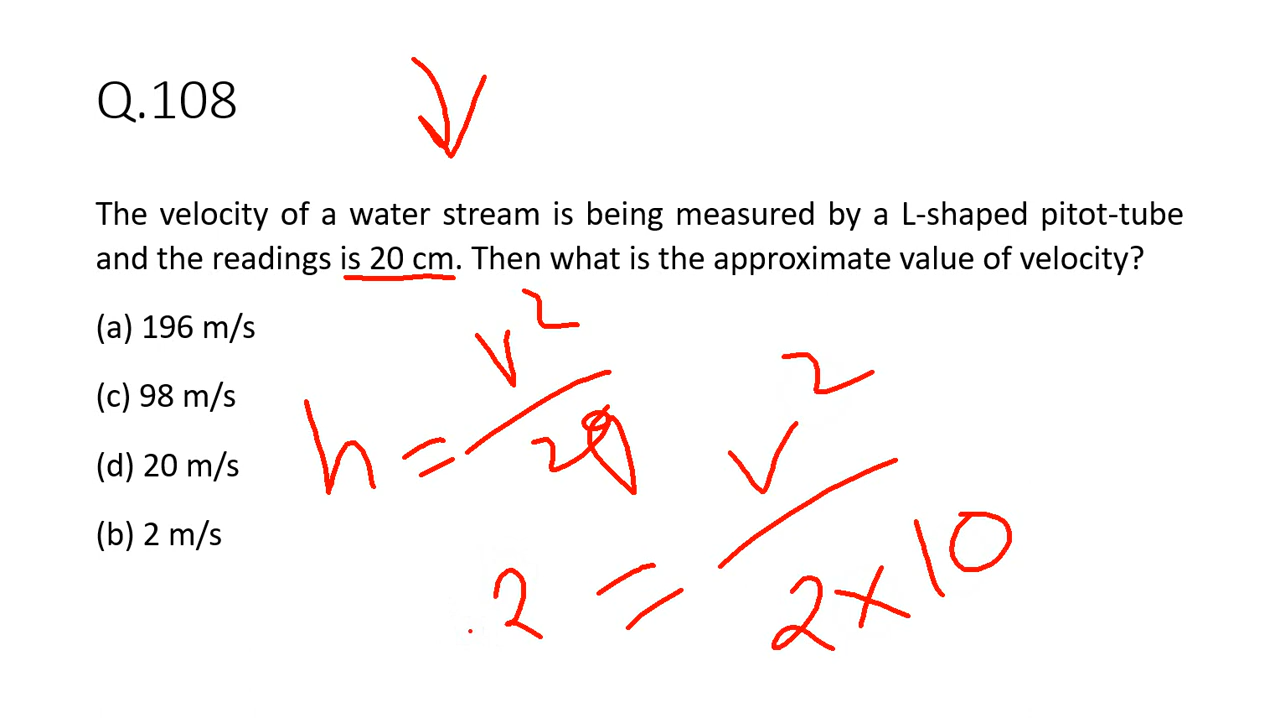 Q.108
The velocity of a water stream is being measured by a L-shaped pitot-tube
and the readings is 20 cm. Then what is the approximate value of velocity?
(a) 196 m/s
(c) 98 m/s
(d) 20 m/s
(b) 2 m/s
h = v² / 2g
.2 = v² / 2 × 10